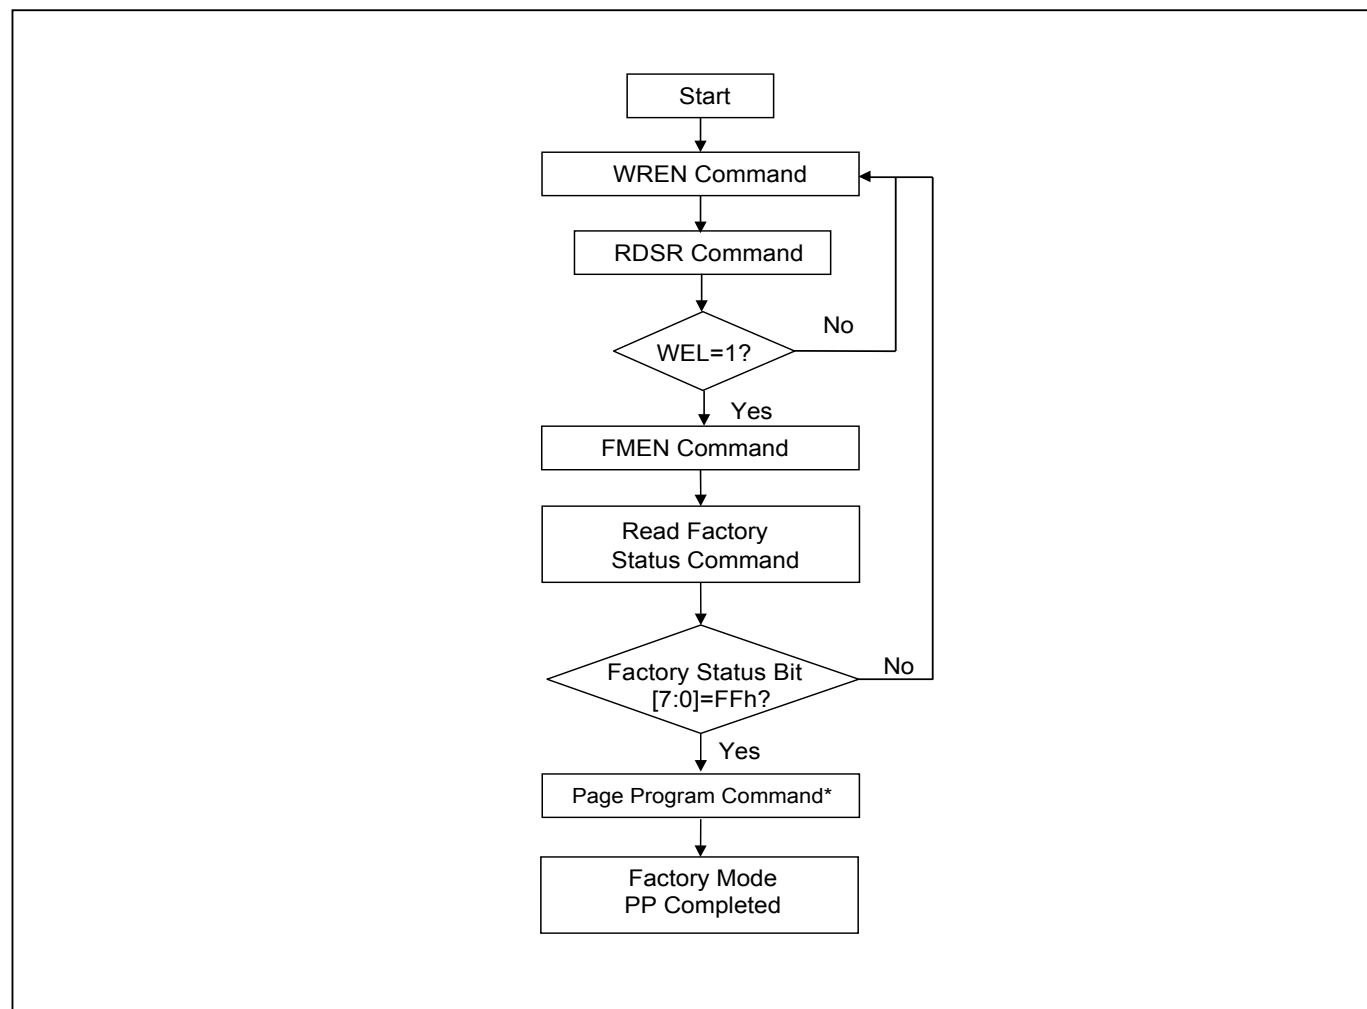 Start
WREN Command
RDSR Command
No
WEL=1?
Yes
FMEN Command
Read Factory
Status Command
No
Factory Status Bit
[7:0]=FFh?
Yes
Page Program Command*
Factory Mode
PP Completed